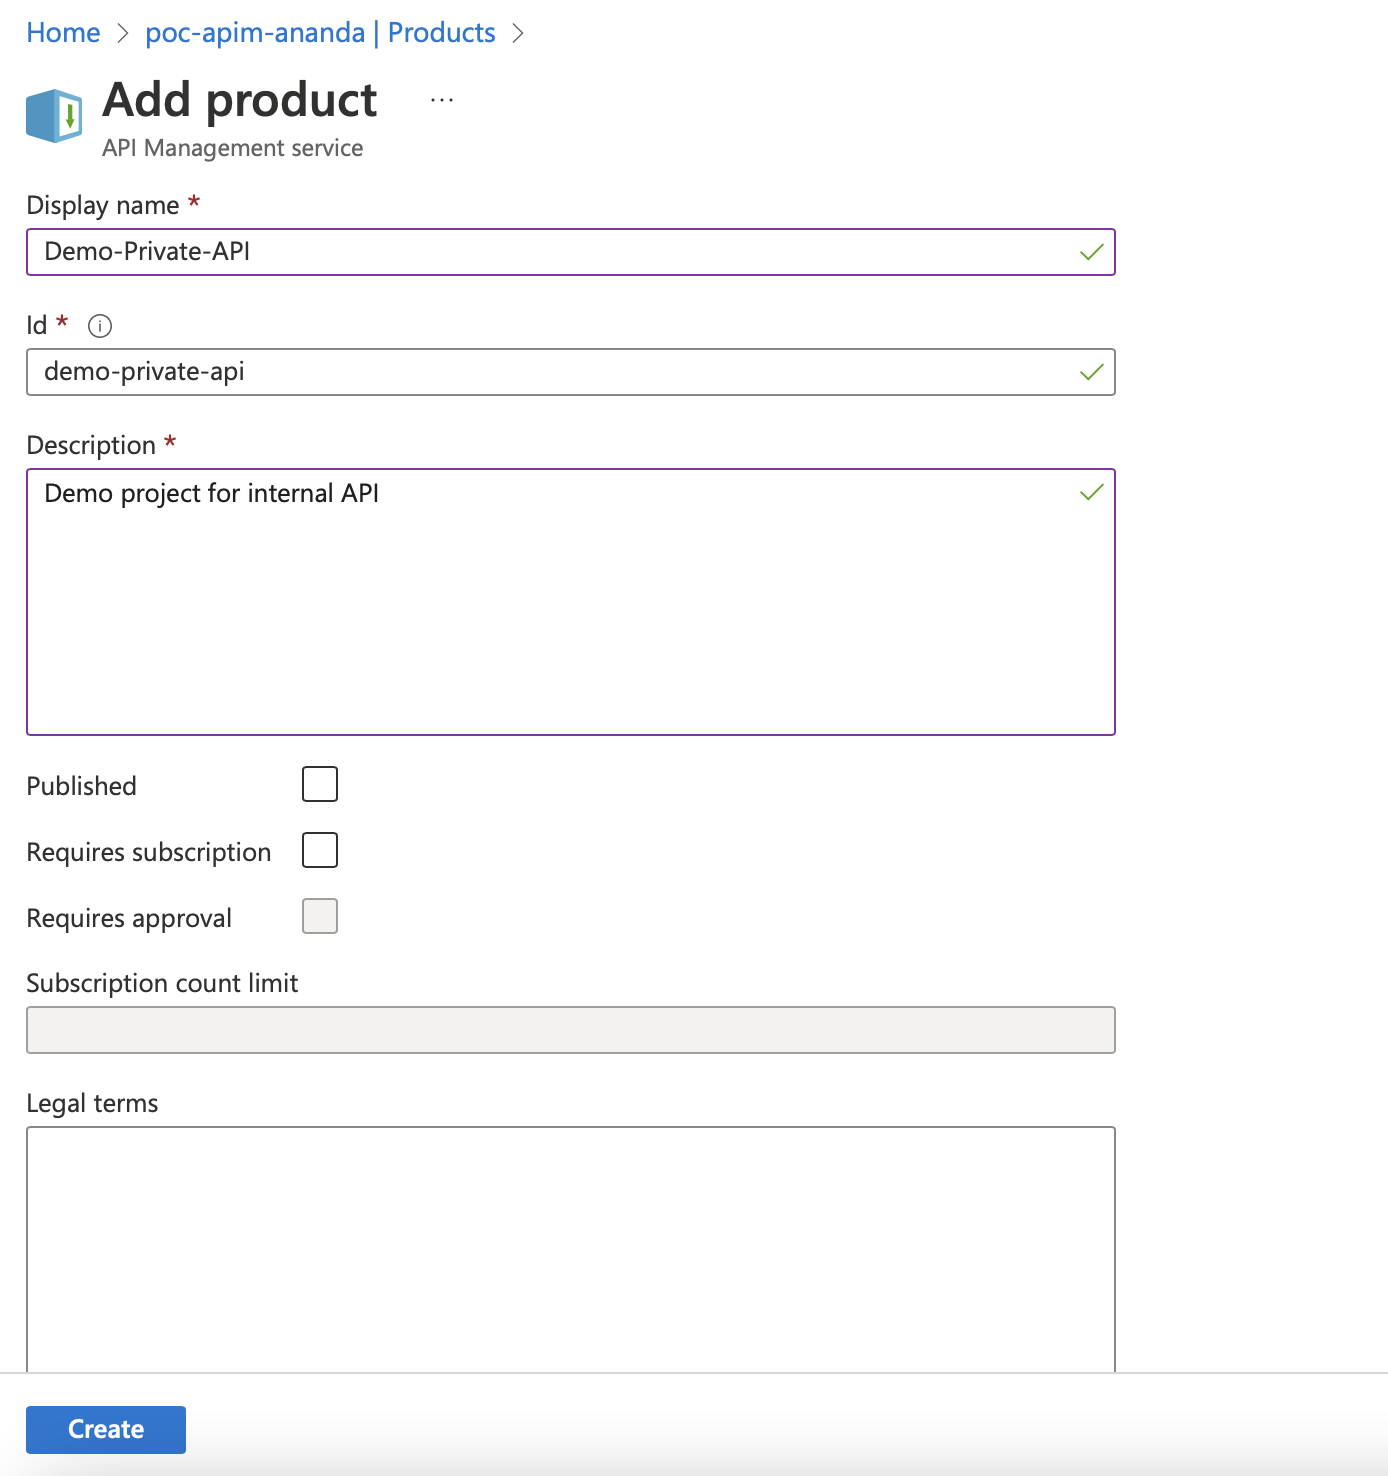 Home > poc-apim-ananda | Products >
Add product ...
API Management service
Display name *
Demo-Private-API
Id *
demo-private-api
Description *
Demo project for internal API
Published
Requires subscription
Requires approval
Subscription count limit
Legal terms
Create